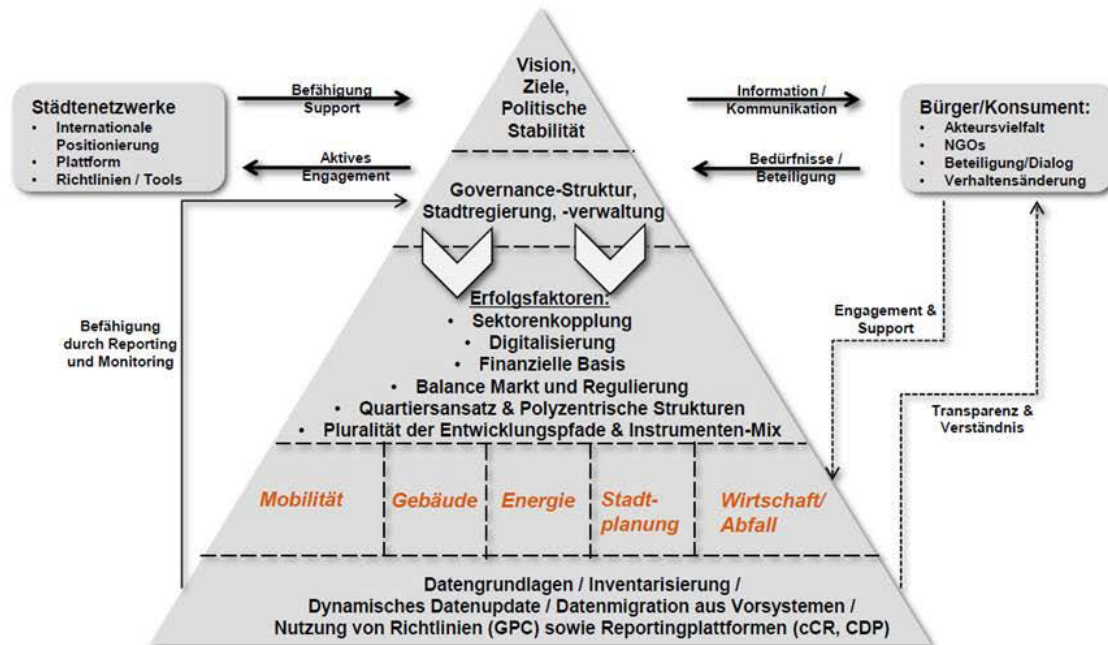 Vision,
Ziele,
Politische
Stabilität
Städtenetzwerke
• Internationale
Positionierung
• Plattform
• Richtlinien / Tools
Befähigung
Support
Aktives
Engagement
Information /
Kommunikation
Bedürfnisse /
Beteiligung
Bürger/Konsument:
• Akteursvielfalt
• NGOs
• Beteiligung/Dialog
• Verhaltensänderung
Governance-Struktur,
Stadtregierung, -verwaltung
Erfolgsfaktoren:
• Sektorenkopplung
• Digitalisierung
• Finanzielle Basis
• Balance Markt und Regulierung
• Quartiersansatz & Polyzentrische Strukturen
• Pluralität der Entwicklungspfade & Instrumenten-Mix
Befähigung
durch Reporting
und Monitoring
Engagement &
Support
Transparenz &
Verständnis
Mobilität
Gebäude
Energie
Stadt-
planung
Wirtschaft/
Abfall
Datengrundlagen / Inventarisierung /
Dynamisches Datenupdate / Datenmigration aus Vorsystemen /
Nutzung von Richtlinien (GPC) sowie Reportingplattformen (cCR, CDP)